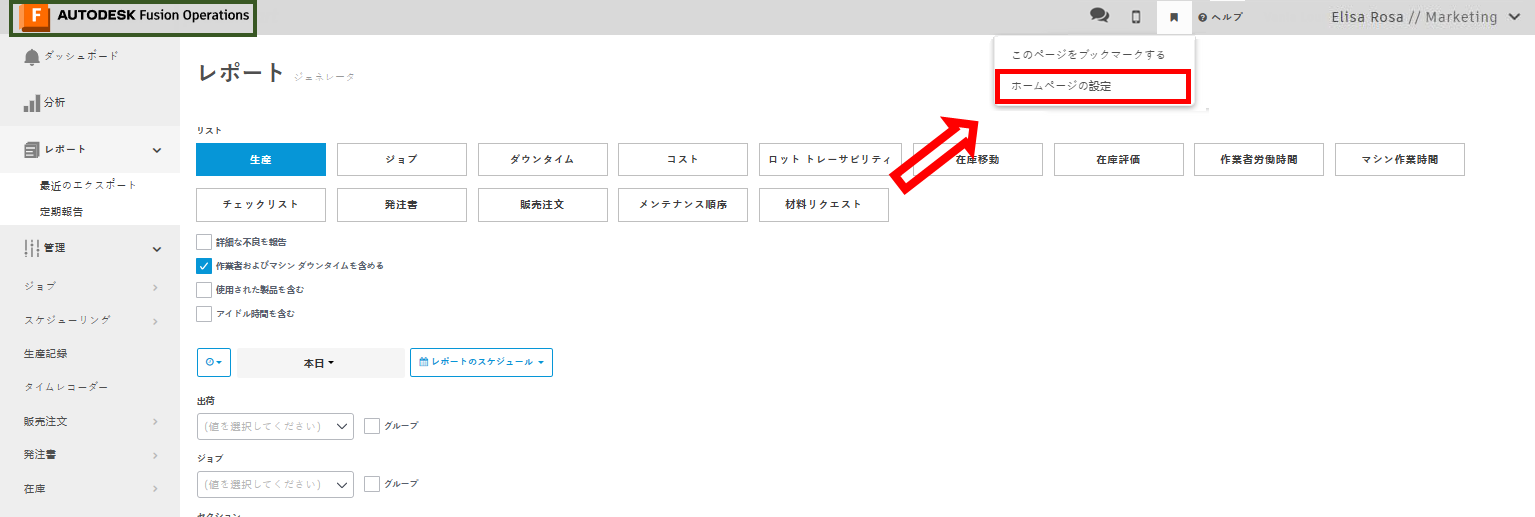 AUTODESK Fusion Operations
ヘルプ
Elisa Rosa // Marketing
このページをブックマークする
ホームページの設定
ダッシュボード
分析
レポート
最近のエクスポート
定期報告
管理
ジョブ
スケジューリング
生産記録
タイムレコーダー
販売注文
発注書
在庫
レポート ジェネレータ
リスト
生産 ジョブ ダウンタイム コスト ロット トレーサビリティ 在庫移動 在庫評価 作業者労働時間 マシン作業時間
チェックリスト 発注書 販売注文 メンテナンス順序 材料リクエスト
詳細な不良を報告
作業者およびマシン ダウンタイムを含める
使用された製品を含む
アイドル時間を含む
本日 レポートのスケジュール
出荷
(値を選択してください) グループ
ジョブ
(値を選択してください) グループ
セクション